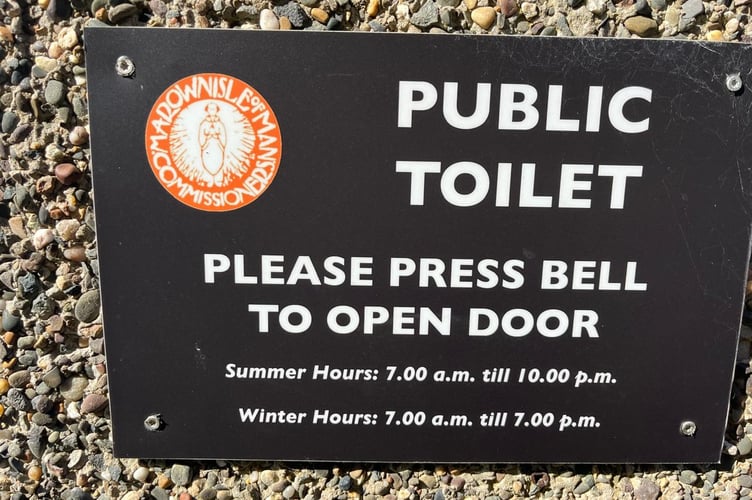 MAROWN ISLE OF MAN
COMMISSIONERS
PUBLIC
TOILET
PLEASE PRESS BELL
TO OPEN DOOR
Summer Hours: 7.00 a.m. till 10.00 p.m.
Winter Hours: 7.00 a.m. till 7.00 p.m.